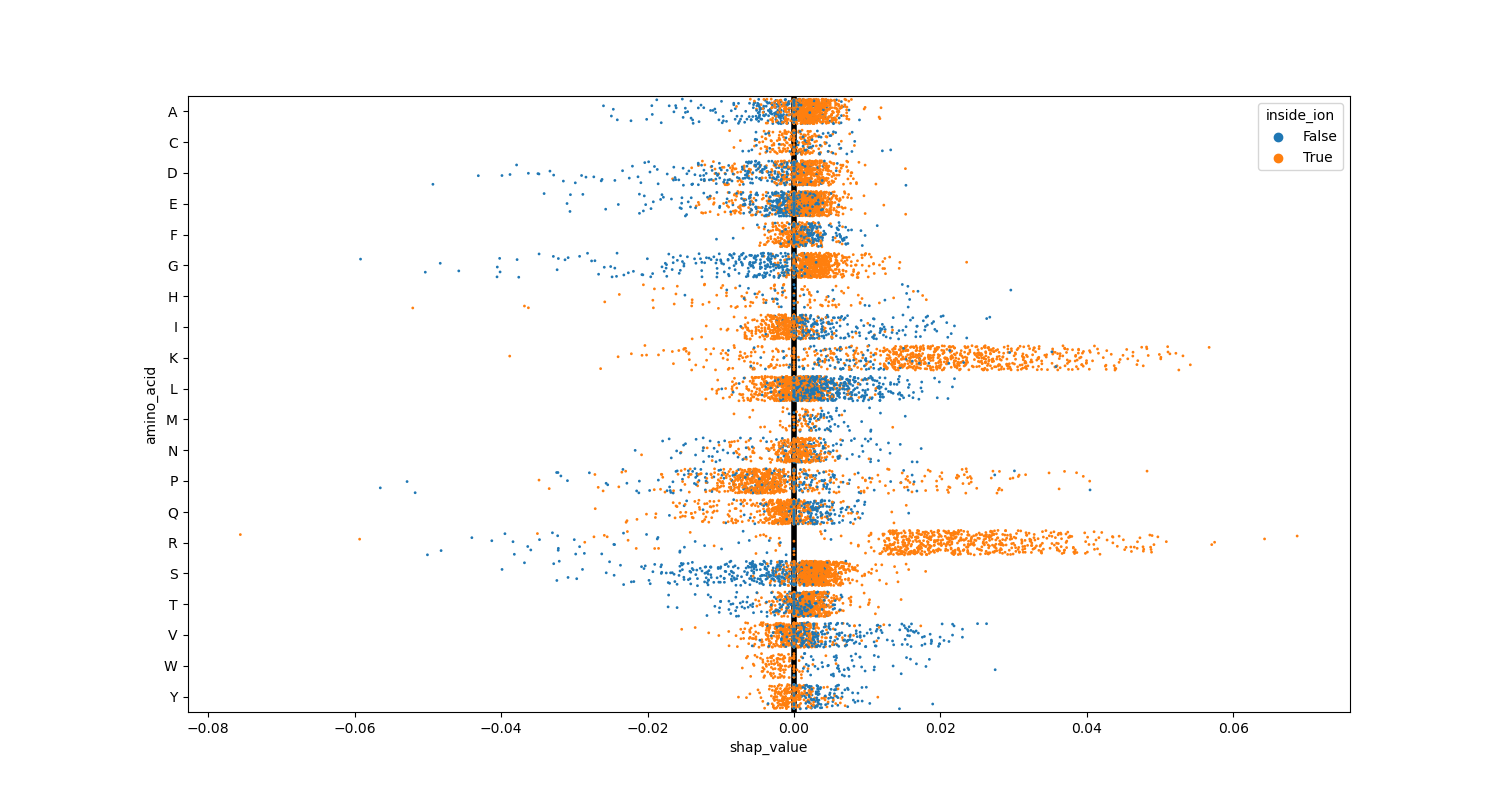 inside_ion
False
True
amino_acid
A
C
D
E
F
G
H
I
K
L
M
N
P
Q
R
S
T
V
W
Y
−0.08 −0.06 −0.04 −0.02 0.00 0.02 0.04 0.06
shap_value